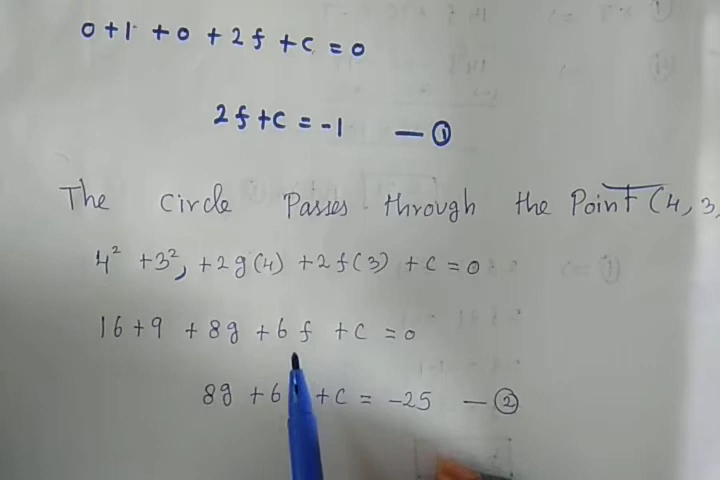 0 + 1 + 0 + 2f + c = 0
2f + c = -1 — ①
The circle Passes through the Point (4, 3,
4² + 3², + 2g(4) + 2f(3) + c = 0
16 + 9 + 8g + 6f + c = 0
8g + 6 + c = -25 — ②